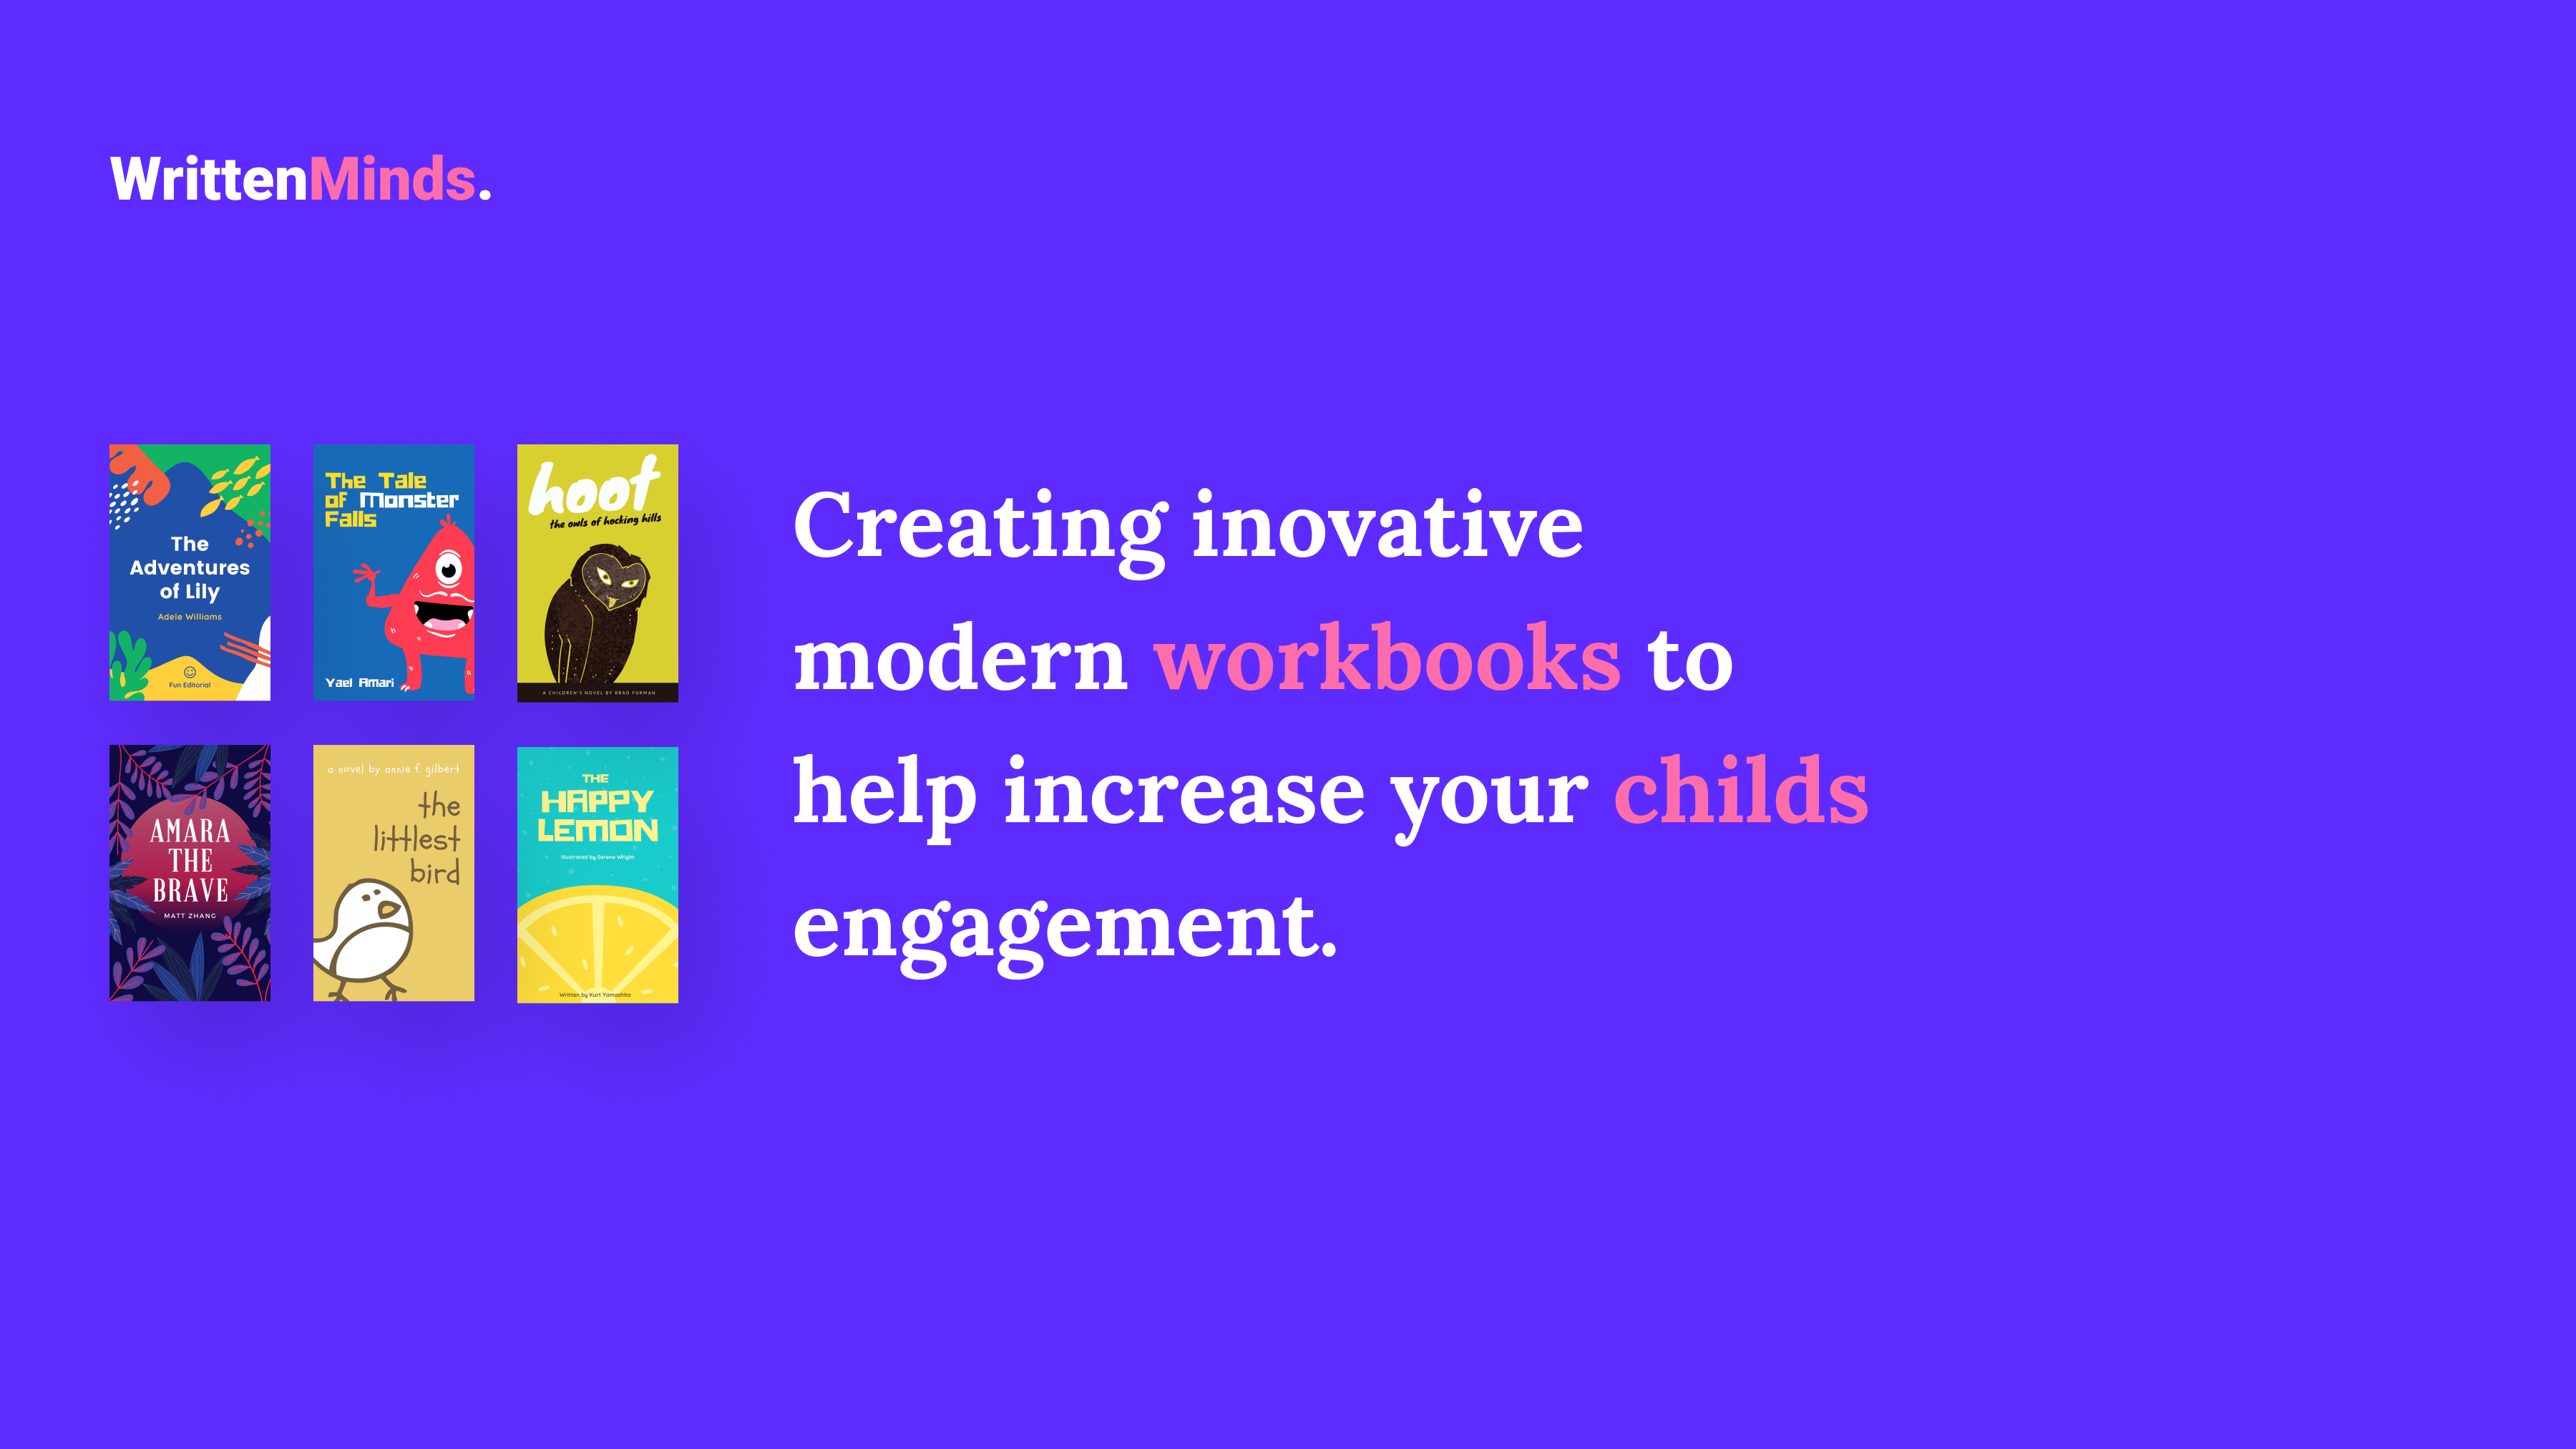 WrittenMinds.
The
Adventures
of Lily
Adele Williams
Fun Editorial
The Tale
of Monster
Falls
Yael Amari
hoot
the owls of hocking hills
A CHILDREN'S NOVEL BY BRAD FURMAN
AMARA
THE
BRAVE
MATT ZHANG
a novel by annie f. gilbert
the
littlest
bird
THE
HAPPY
LEMON
Illustrated by Serene Wright
Written by Kurt Yamashita
Creating inovative
modern workbooks to
help increase your childs
engagement.